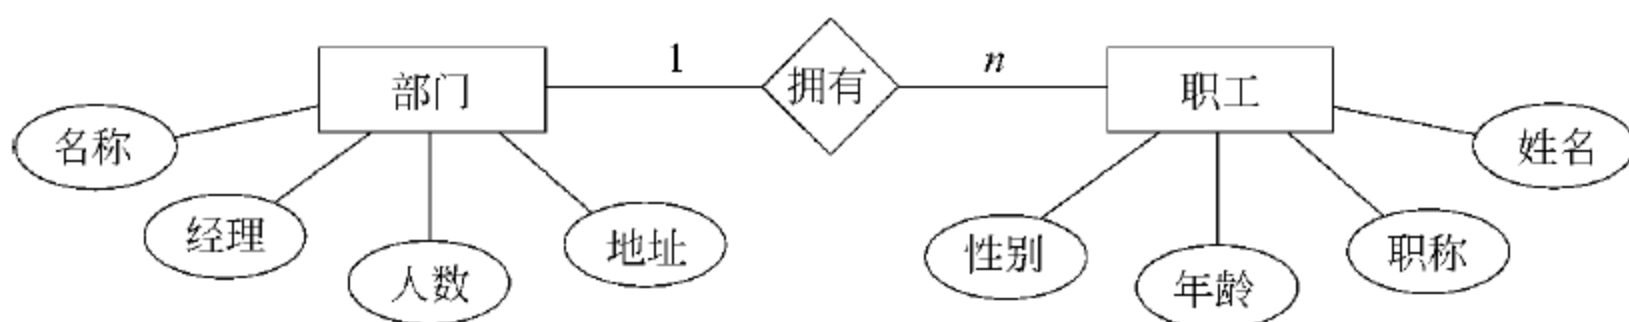 部门
1
拥有
n
职工
名称
经理
人数
地址
性别
年龄
职称
姓名